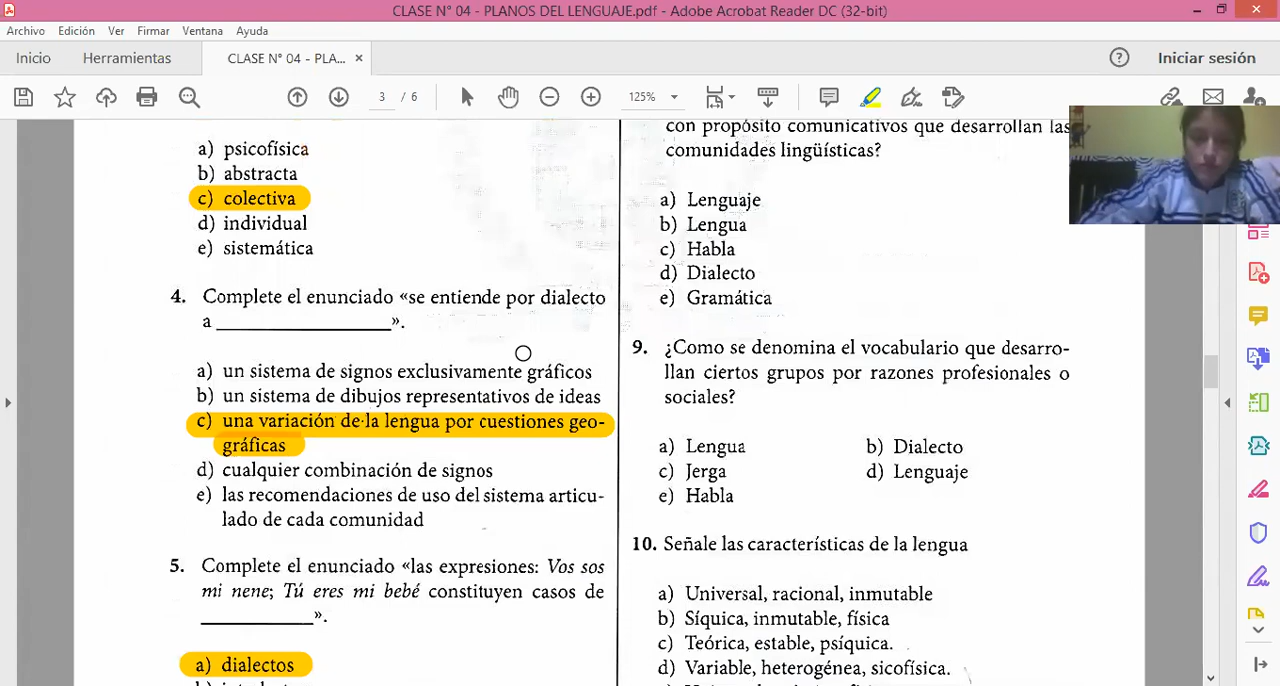 CLASE N° 04 - PLANOS DEL LENGUAJE.pdf - Adobe Acrobat Reader DC (32-bit)
Archivo Edición Ver Firmar Ventana Ayuda
Inicio Herramientas CLASE N° 04 - PLA... × Iniciar sesión
3 / 6 125%
a) psicofísica
b) abstracta
c) colectiva
d) individual
e) sistemática
4. Complete el enunciado «se entiende por dialecto
a ________________».
a) un sistema de signos exclusivamente gráficos
b) un sistema de dibujos representativos de ideas
c) una variación de la lengua por cuestiones geo-
gráficas
d) cualquier combinación de signos
e) las recomendaciones de uso del sistema articu-
lado de cada comunidad
5. Complete el enunciado «las expresiones: Vos sos
mi nene; Tú eres mi bebé constituyen casos de
____________».
a) dialectos
con propósito comunicativos que desarrollan las
comunidades lingüísticas?
a) Lenguaje
b) Lengua
c) Habla
d) Dialecto
e) Gramática
9. ¿Como se denomina el vocabulario que desarro-
llan ciertos grupos por razones profesionales o
sociales?
a) Lengua b) Dialecto
c) Jerga d) Lenguaje
e) Habla
10. Señale las características de la lengua
a) Universal, racional, inmutable
b) Síquica, inmutable, física
c) Teórica, estable, psíquica.
d) Variable, heterogénea, sicofísica.